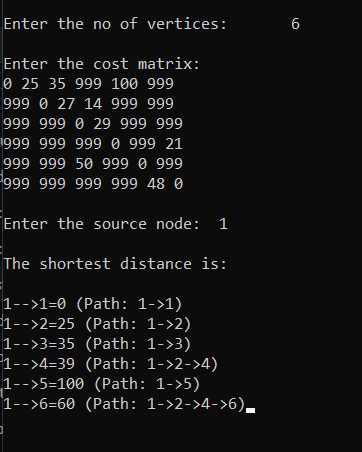 Enter the no of vertices: 6
Enter the cost matrix:
0 25 35 999 100 999
999 0 27 14 999 999
999 999 0 29 999 999
999 999 999 0 999 21
999 999 50 999 0 999
999 999 999 999 48 0
Enter the source node: 1
The shortest distance is:
1-->1=0 (Path: 1->1)
1-->2=25 (Path: 1->2)
1-->3=35 (Path: 1->3)
1-->4=39 (Path: 1->2->4)
1-->5=100 (Path: 1->5)
1-->6=60 (Path: 1->2->4->6)